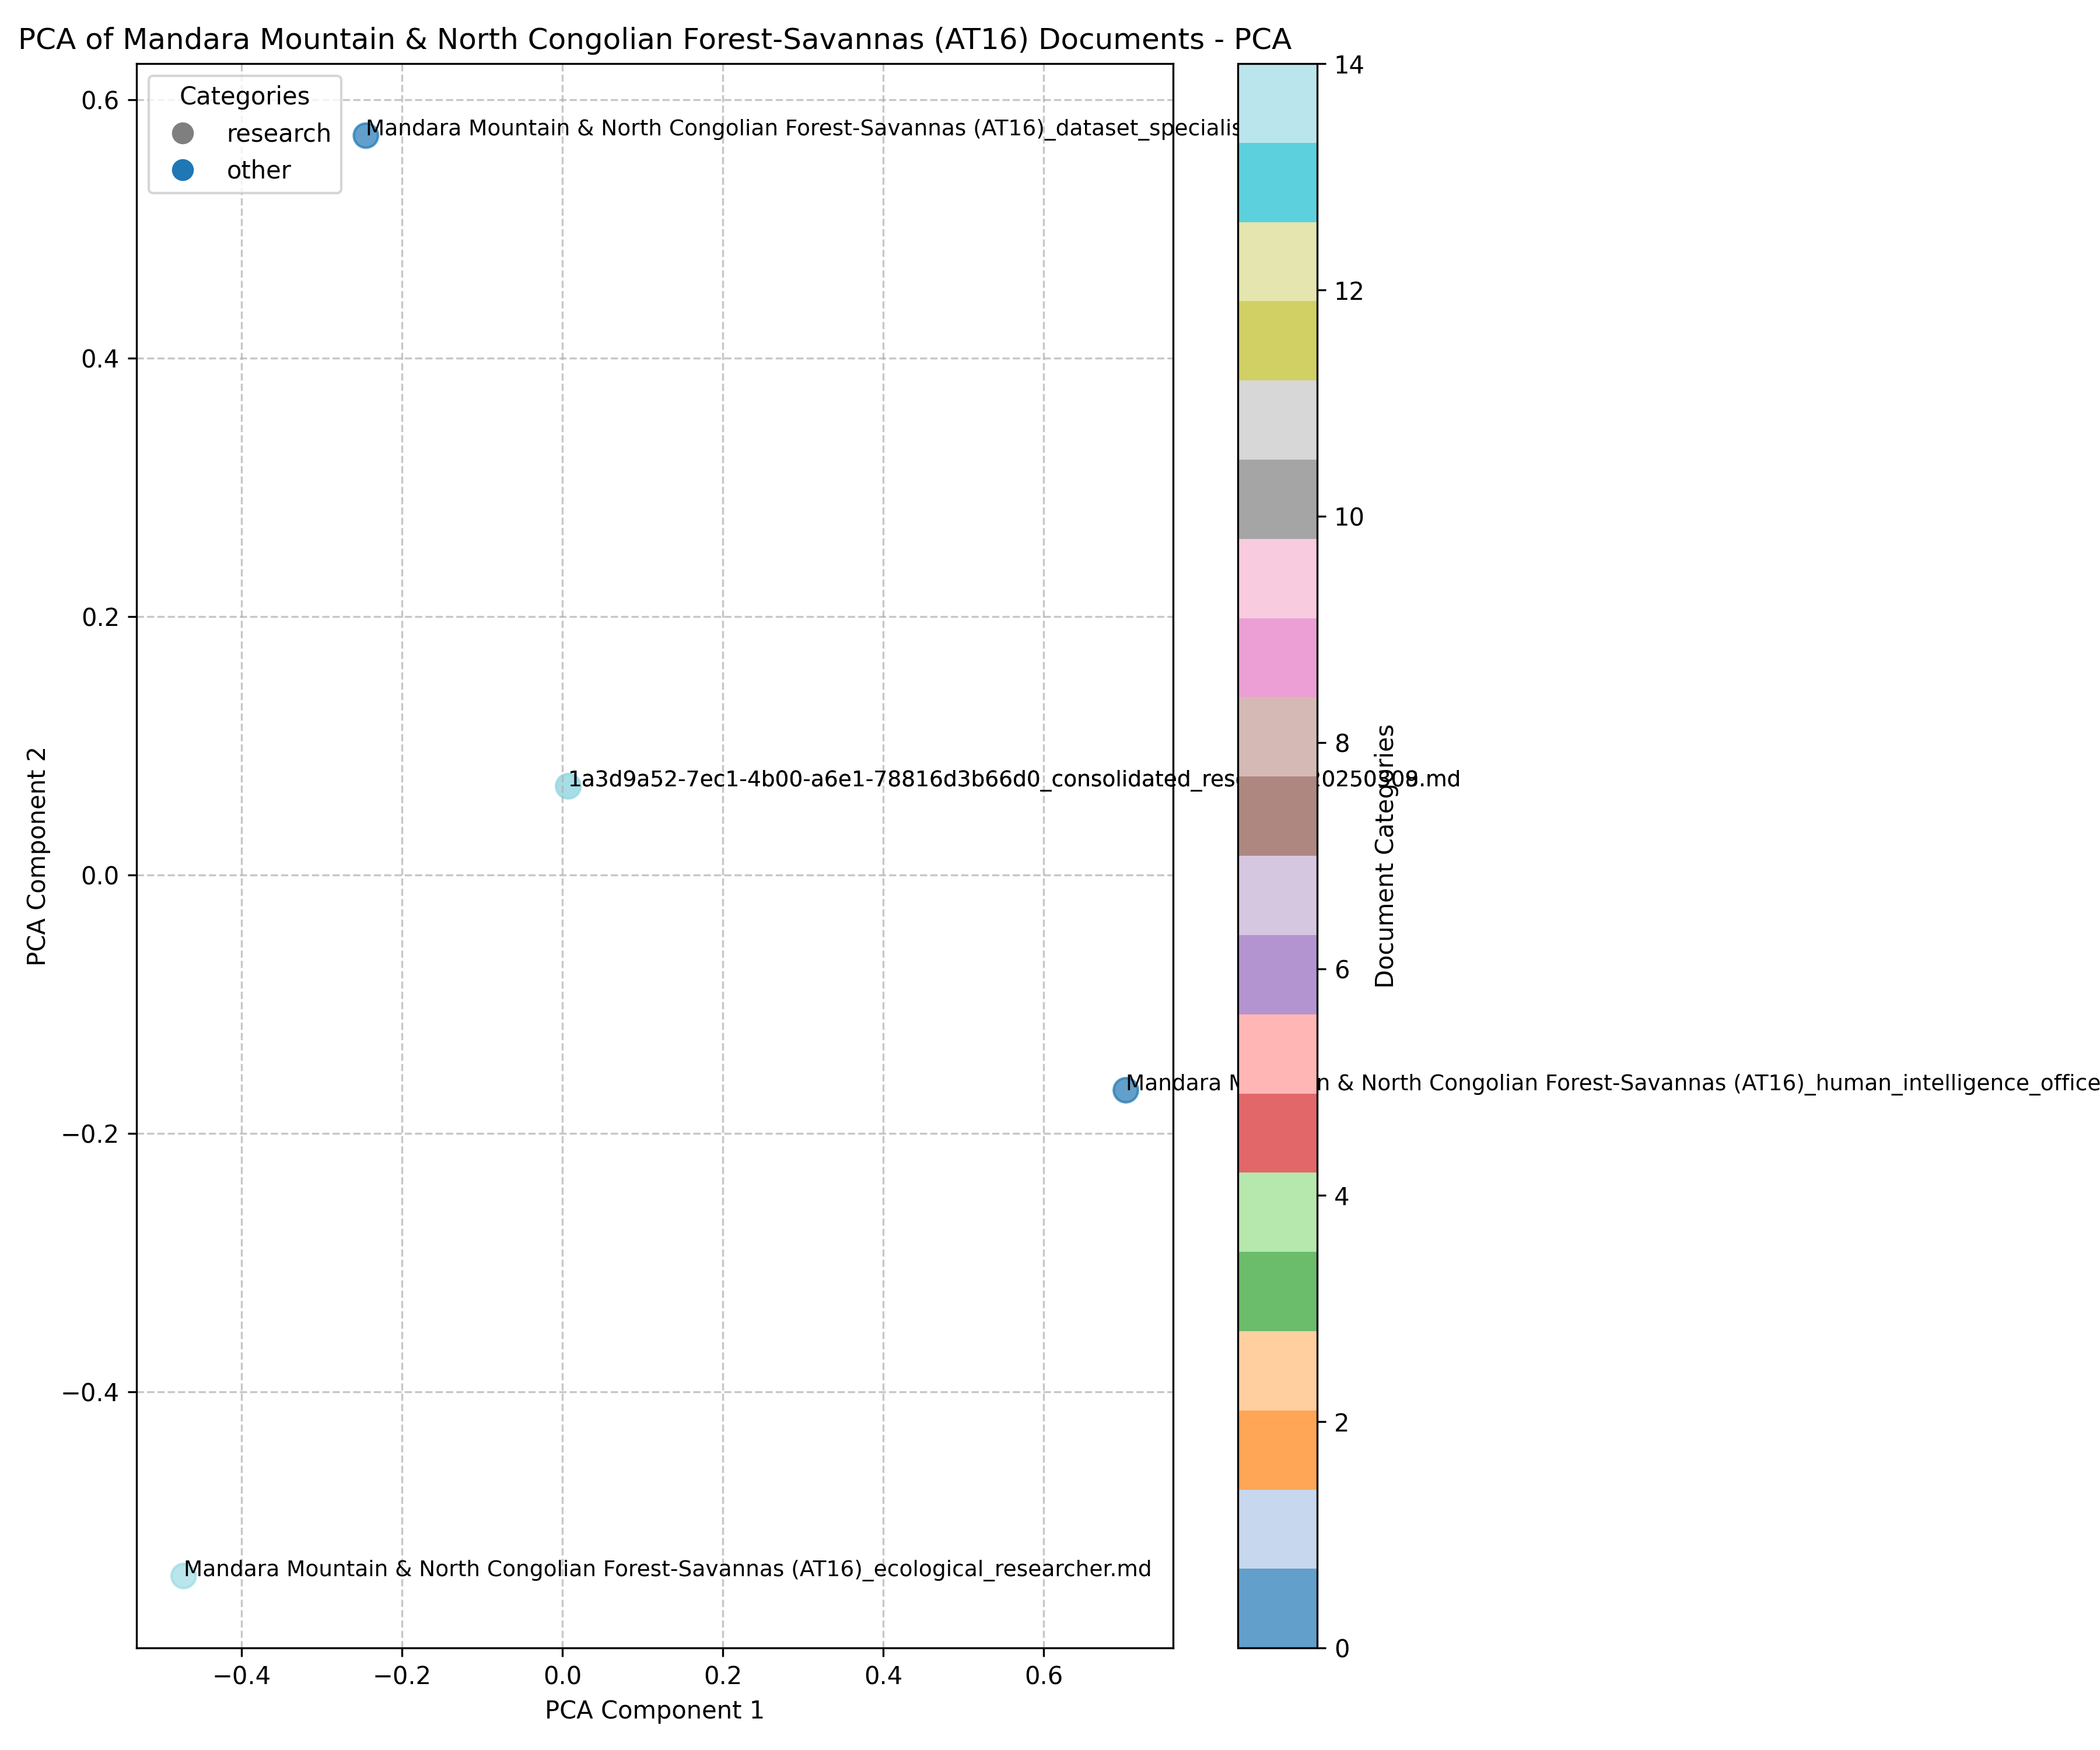 PCA of Mandara Mountain & North Congolian Forest-Savannas (AT16) Documents - PCA
Categories
research
other
Mandara Mountain & North Congolian Forest-Savannas (AT16)_dataset_specialis
1a3d9a52-7ec1-4b00-a6e1-78816d3b66d0_consolidated_res
.md
Mandara M
n & North Congolian Forest-Savannas (AT16)_human_intelligence_office
Mandara Mountain & North Congolian Forest-Savannas (AT16)_ecological_researcher.md
0.6
0.4
0.2
0.0
−0.2
−0.4
PCA Component 2
−0.4 −0.2 0.0 0.2 0.4 0.6
PCA Component 1
14
12
10
8
6
4
2
0
Document Categories